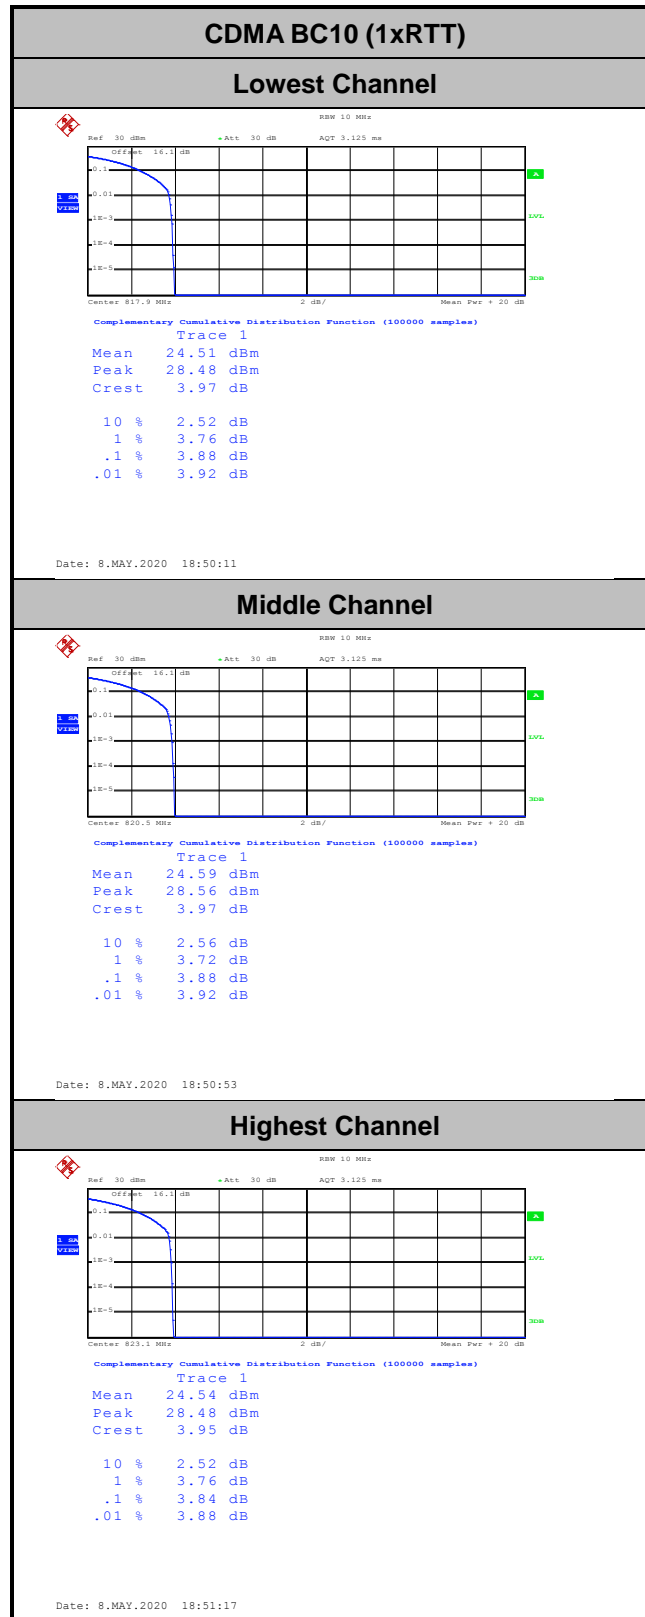 CDMA BC10 (1xRTT)
Lowest Channel
RBW 10 MHz
Ref 30 dBm *Att 30 dB AQT 3.125 ms
Offset 16.1 dB
0.1
A
0.01
1 SA
VIEW
1E-3
LVL
1E-4
1E-5
3DB
Center 817.9 MHz 2 dB/ Mean Pwr + 20 dB
Complementary Cumulative Distribution Function (100000 samples)
Trace 1
Mean 24.51 dBm
Peak 28.48 dBm
Crest 3.97 dB
10 % 2.52 dB
1 % 3.76 dB
.1 % 3.88 dB
.01 % 3.92 dB
Date: 8.MAY.2020 18:50:11
Middle Channel
RBW 10 MHz
Ref 30 dBm *Att 30 dB AQT 3.125 ms
Offset 16.1 dB
0.1
A
0.01
1 SA
VIEW
1E-3
LVL
1E-4
1E-5
3DB
Center 820.5 MHz 2 dB/ Mean Pwr + 20 dB
Complementary Cumulative Distribution Function (100000 samples)
Trace 1
Mean 24.59 dBm
Peak 28.56 dBm
Crest 3.97 dB
10 % 2.56 dB
1 % 3.72 dB
.1 % 3.88 dB
.01 % 3.92 dB
Date: 8.MAY.2020 18:50:53
Highest Channel
RBW 10 MHz
Ref 30 dBm *Att 30 dB AQT 3.125 ms
Offset 16.1 dB
0.1
A
0.01
1 SA
VIEW
1E-3
LVL
1E-4
1E-5
3DB
Center 823.1 MHz 2 dB/ Mean Pwr + 20 dB
Complementary Cumulative Distribution Function (100000 samples)
Trace 1
Mean 24.54 dBm
Peak 28.48 dBm
Crest 3.95 dB
10 % 2.52 dB
1 % 3.76 dB
.1 % 3.84 dB
.01 % 3.88 dB
Date: 8.MAY.2020 18:51:17